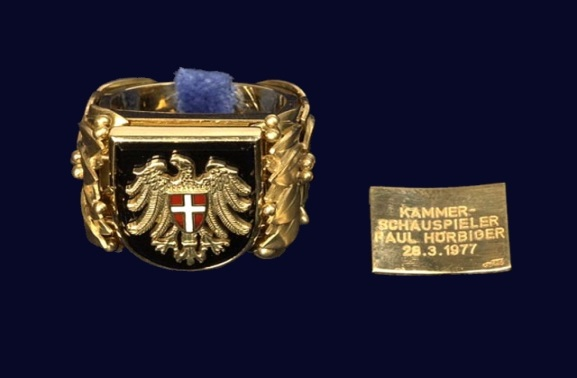 KAMMER-
SCHAUSPIELER
PAUL HÖRBIGER
28.3.1977